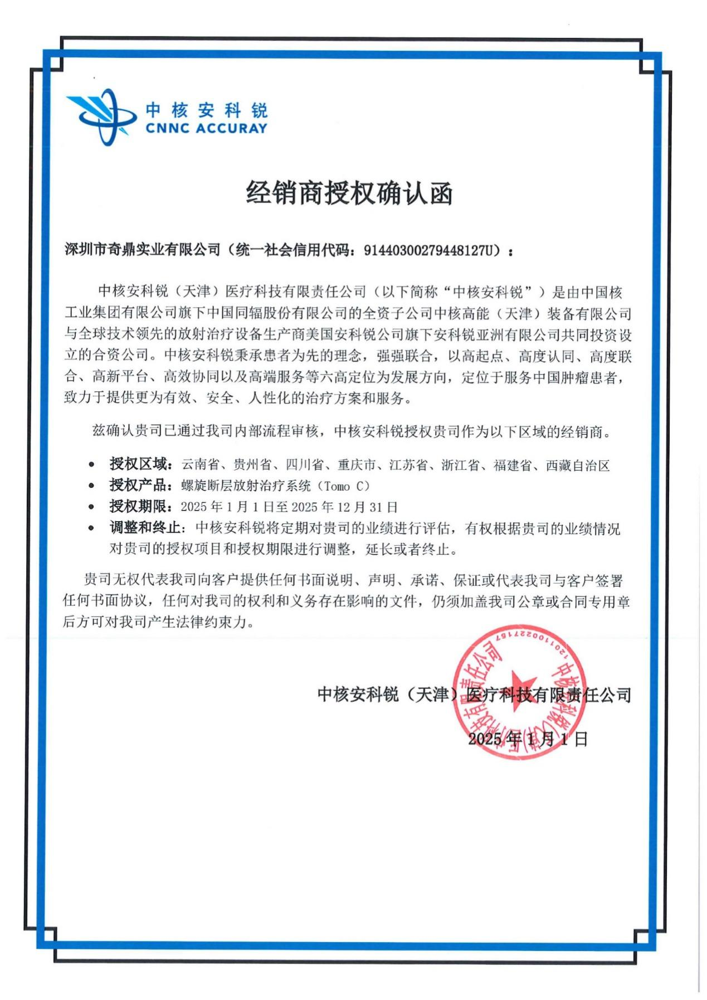 中核安科锐
CNNC ACCURAY
经销商授权确认函
深圳市奇鼎实业有限公司（统一社会信用代码：91440300279448127U）：
中核安科锐（天津）医疗科技有限责任公司（以下简称“中核安科锐”）是由中国核
工业集团有限公司旗下中国同辐股份有限公司的全资子公司中核高能（天津）装备有限公司
与全球技术领先的放射治疗设备生产商美国安科锐公司旗下安科锐亚洲有限公司共同投资设
立的合资公司。中核安科锐秉承患者为先的理念，强强联合，以高起点、高度认同、高度联
合、高新平台、高效协同以及高端服务等六高定位为发展方向，定位于服务中国肿瘤患者，
致力于提供更为有效、安全、人性化的治疗方案和服务。
兹确认贵司已通过我司内部流程审核，中核安科锐授权贵司作为以下区域的经销商。
• 授权区域：云南省、贵州省、四川省、重庆市、江苏省、浙江省、福建省、西藏自治区
• 授权产品：螺旋断层放射治疗系统（Tomo C）
• 授权期限：2025 年 1 月 1 日至 2025 年 12 月 31 日
• 调整和终止：中核安科锐将定期对贵司的业绩进行评估，有权根据贵司的业绩情况
对贵司的授权项目和授权期限进行调整，延长或者终止。
贵司无权代表我司向客户提供任何书面说明、声明、承诺、保证或代表我司与客户签署
任何书面协议，任何对我司的权利和义务存在影响的文件，仍须加盖我司公章或合同专用章
后方可对我司产生法律约束力。
中核安科锐（天津）医疗科技有限责任公司
2025 年 1 月 1 日
中核安科锐(天津)医疗科技有限责任公司
1201100227157